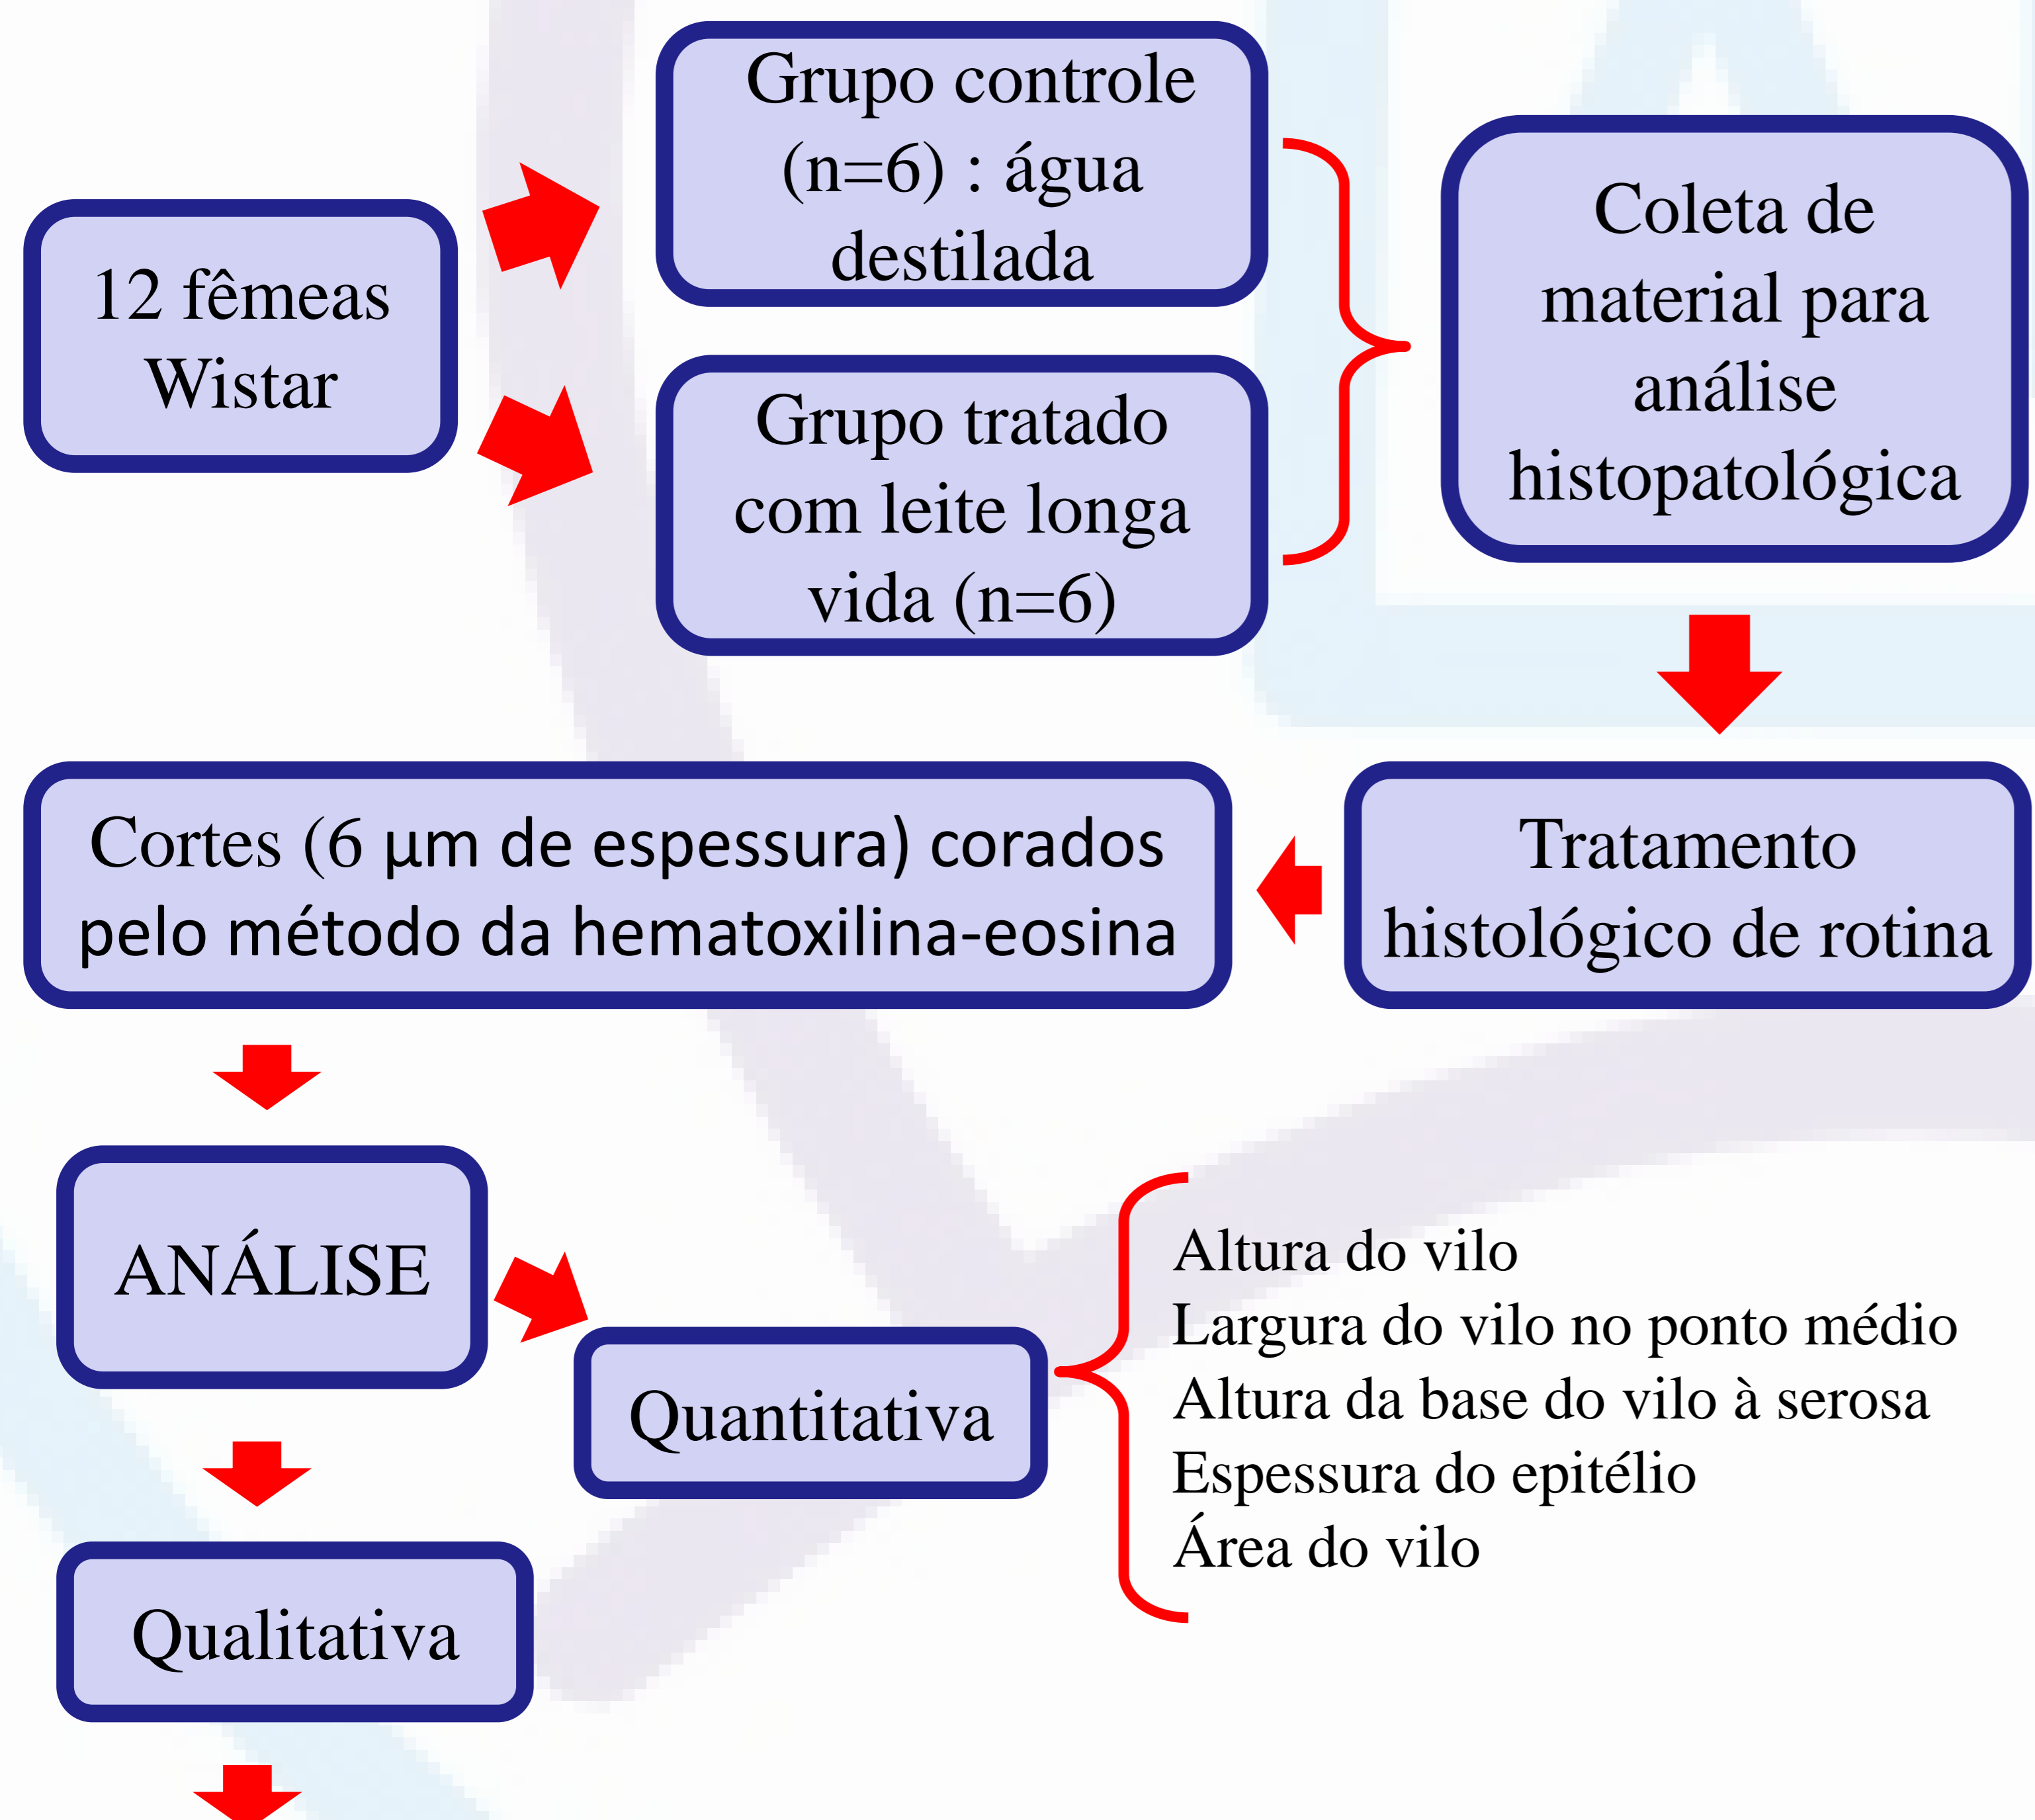 12 fêmeas
Wistar
Grupo controle
(n=6) : água
destilada
Grupo tratado
com leite longa
vida (n=6)
Coleta de
material para
análise
histopatológica
Tratamento
histológico de rotina
Cortes (6 µm de espessura) corados
pelo método da hematoxilina-eosina
ANÁLISE
Quantitativa
Altura do vilo
Largura do vilo no ponto médio
Altura da base do vilo à serosa
Espessura do epitélio
Área do vilo
Qualitativa